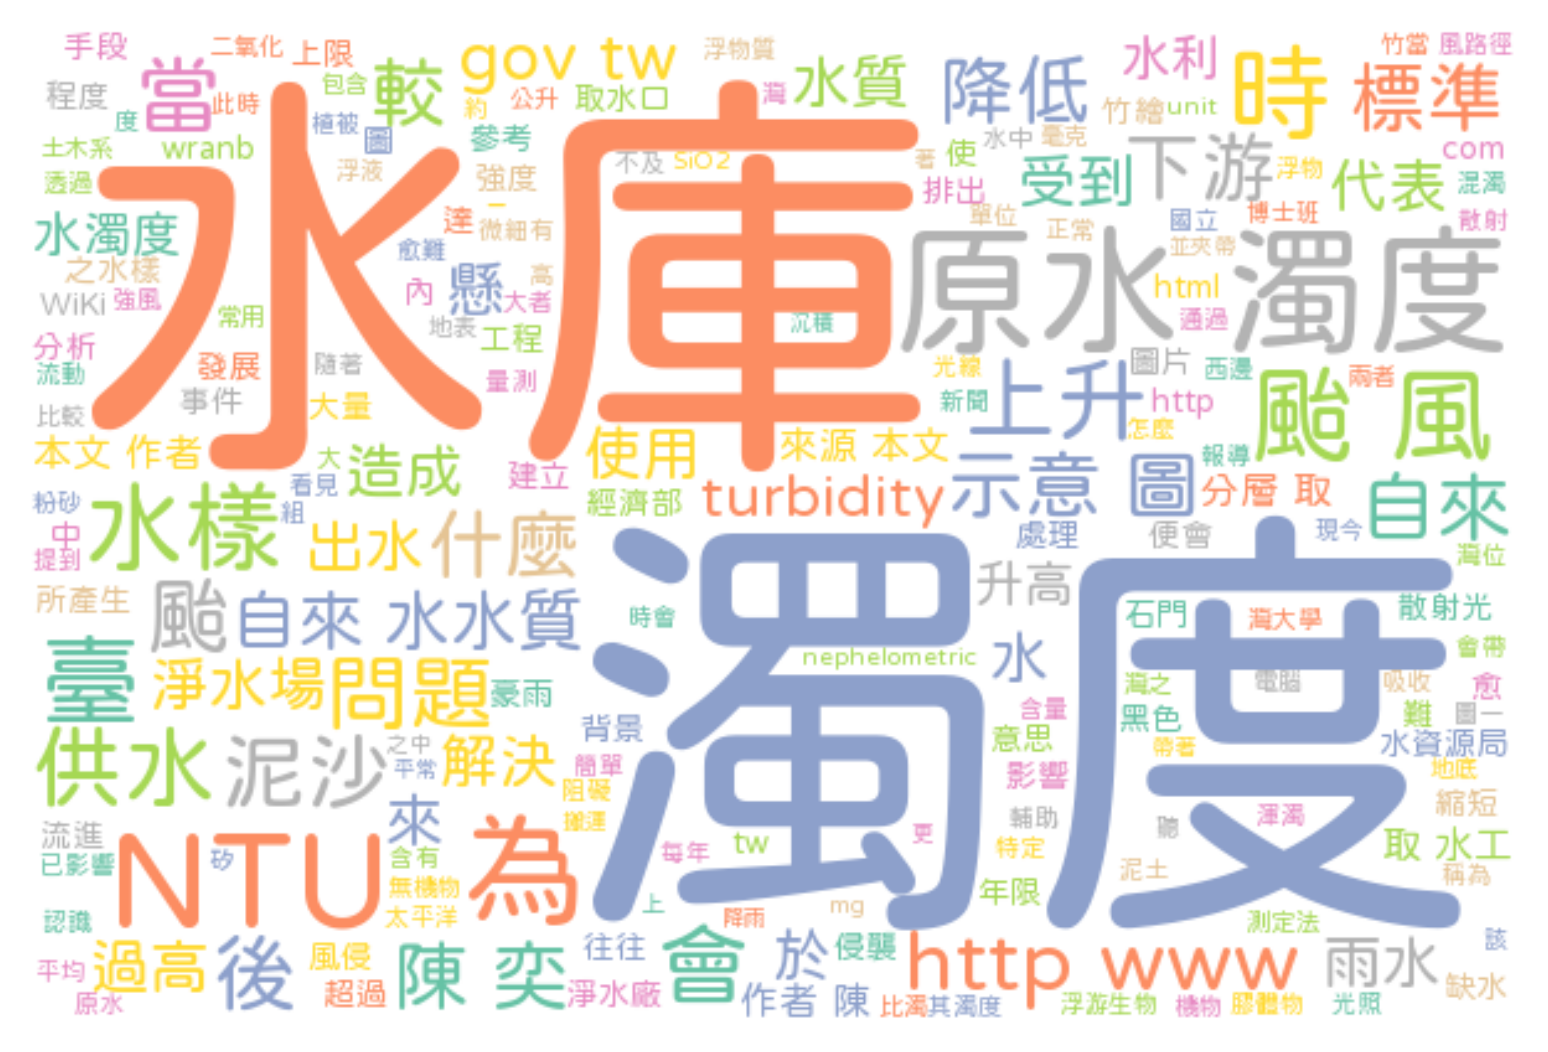 手段
二氧化
上限
gov tw
浮物質
水利
竹當
風路徑
程度
當
此時
包含
較
約
公升
取水口
灣
水質
降低
竹繪
unit
時
標準
度
植被
圖
參考
水中
毫克
土木系
wranb
浮液
不及
SiO2
著
使
下游
浮物
com
透過
強度
排出
受到
代表
混濁
水庫
水濁度
達
一
微細有
單位
正常
國立
博士班
散射
之水樣
愈難
並夾帶
WiKi
強風
內
懸
高
大者
原水
濁度
html
常用
地表
工程
沉積
通過
分析
流動
發展
隨著
量測
光線
圖片
西邊
兩者
比較
事件
大量
新聞
上升
http
颱
風
本文
作者
大
造成
建立
使用
來源
本文
怎麼
報導
粉砂
看見
組
經濟部
turbidity
示意
圖
分層
取
自來
中
水樣
出水
什麼
處理
便會
現今
灣位
提到
所產生
颱
自來
水水質
時會
升高
石門
灣大學
散射光
濁度
臺
淨水場
問題
豪雨
nephelometric
水
會帶
背景
含量
灣之
電腦
吸收
愈
供水
泥沙
之中
平常
解決
簡單
意思
黑色
難
圖一
帶著
水資源局
來
阻礙
影響
地底
流進
搬運
輔助
聽
渾濁
縮短
已影響
NTU
矽
含有
為
每年
tw
更
特定
取
水工
無機物
泥土
稱為
認識
太平洋
上
降雨
mg
年限
測定法
平均
過高
後
風侵
陳
奕
往往
會
於
侵襲
http
www
雨水
該
原水
超過
淨水廠
作者
陳
比濁
其濁度
浮游生物
機物
膠體物
光照
缺水